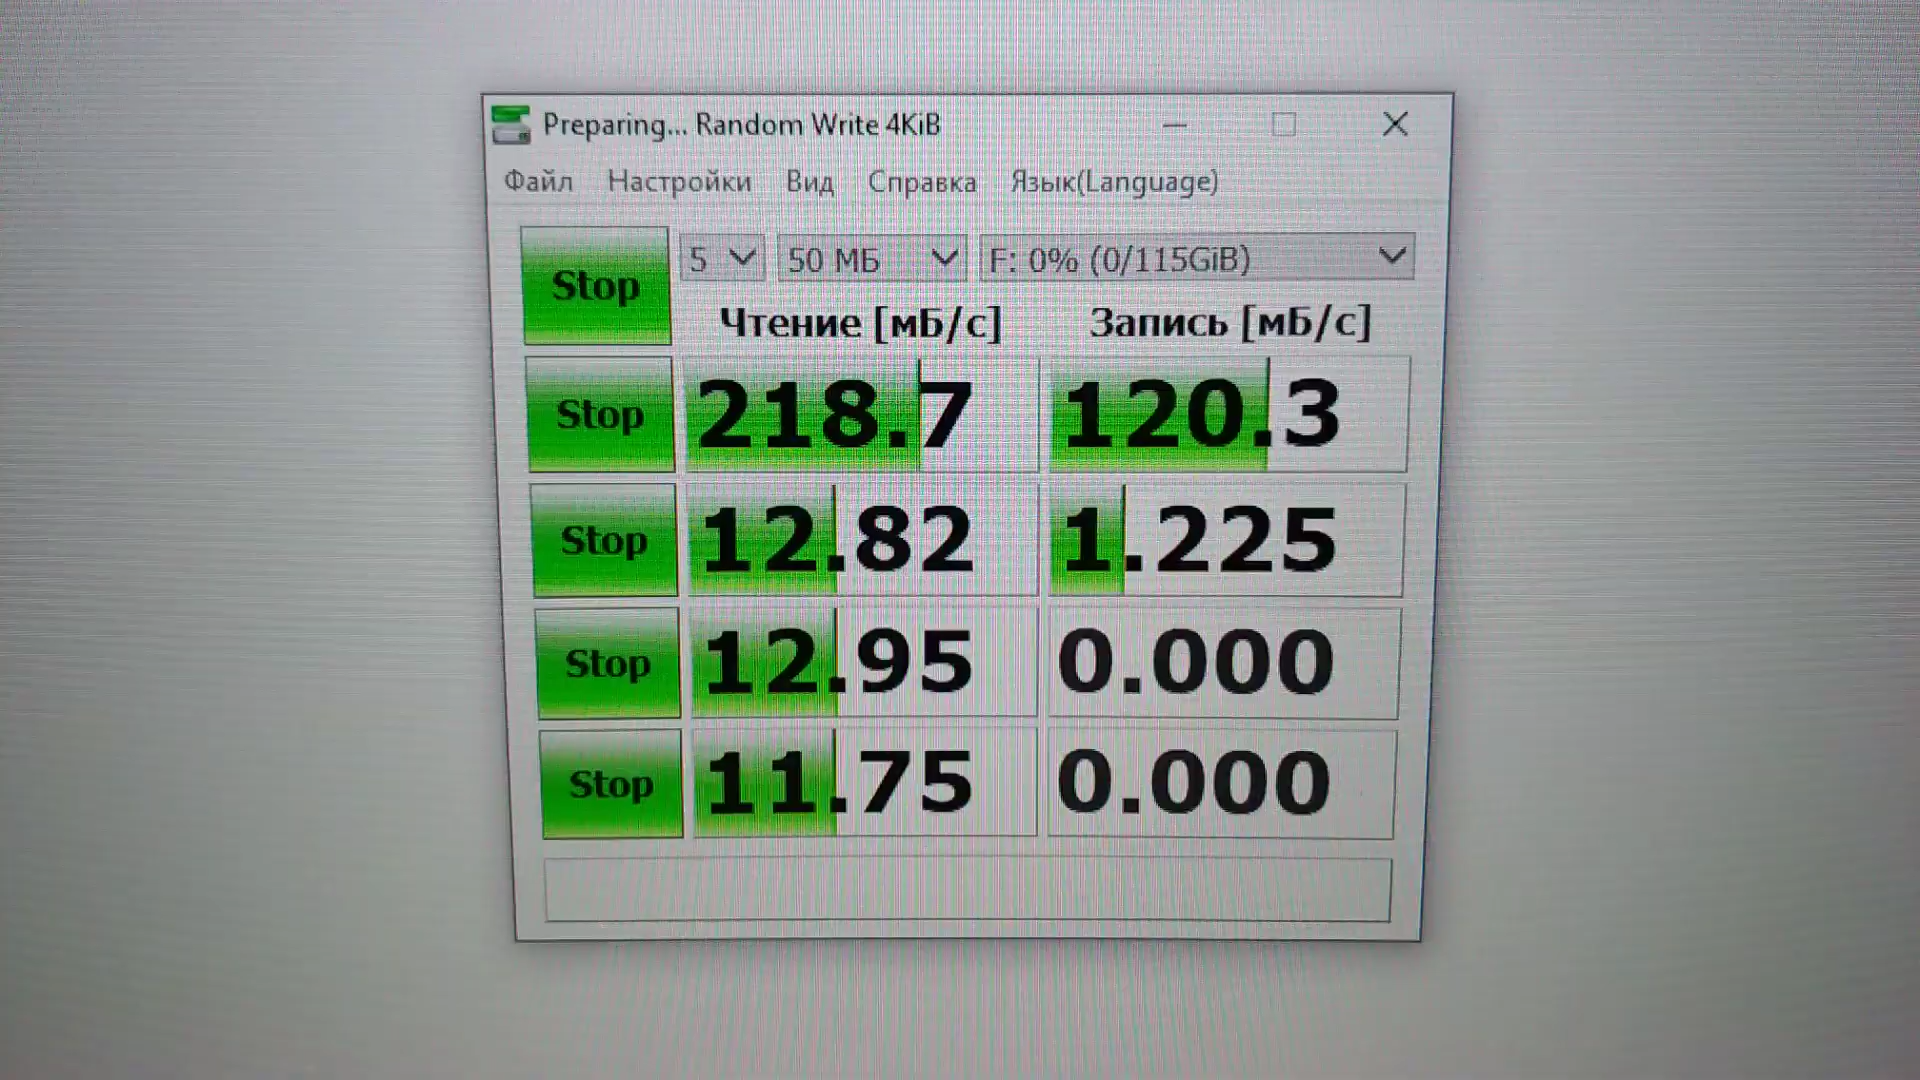 Preparing... Random Write 4KiB
Файл Настройки Вид Справка Язык(Language)
Stop 5 50 МБ F: 0% (0/115GiB)
Чтение [мБ/с] Запись [мБ/с]
Stop 218.7 120.3
Stop 12.82 1.225
Stop 12.95 0.000
Stop 11.75 0.000